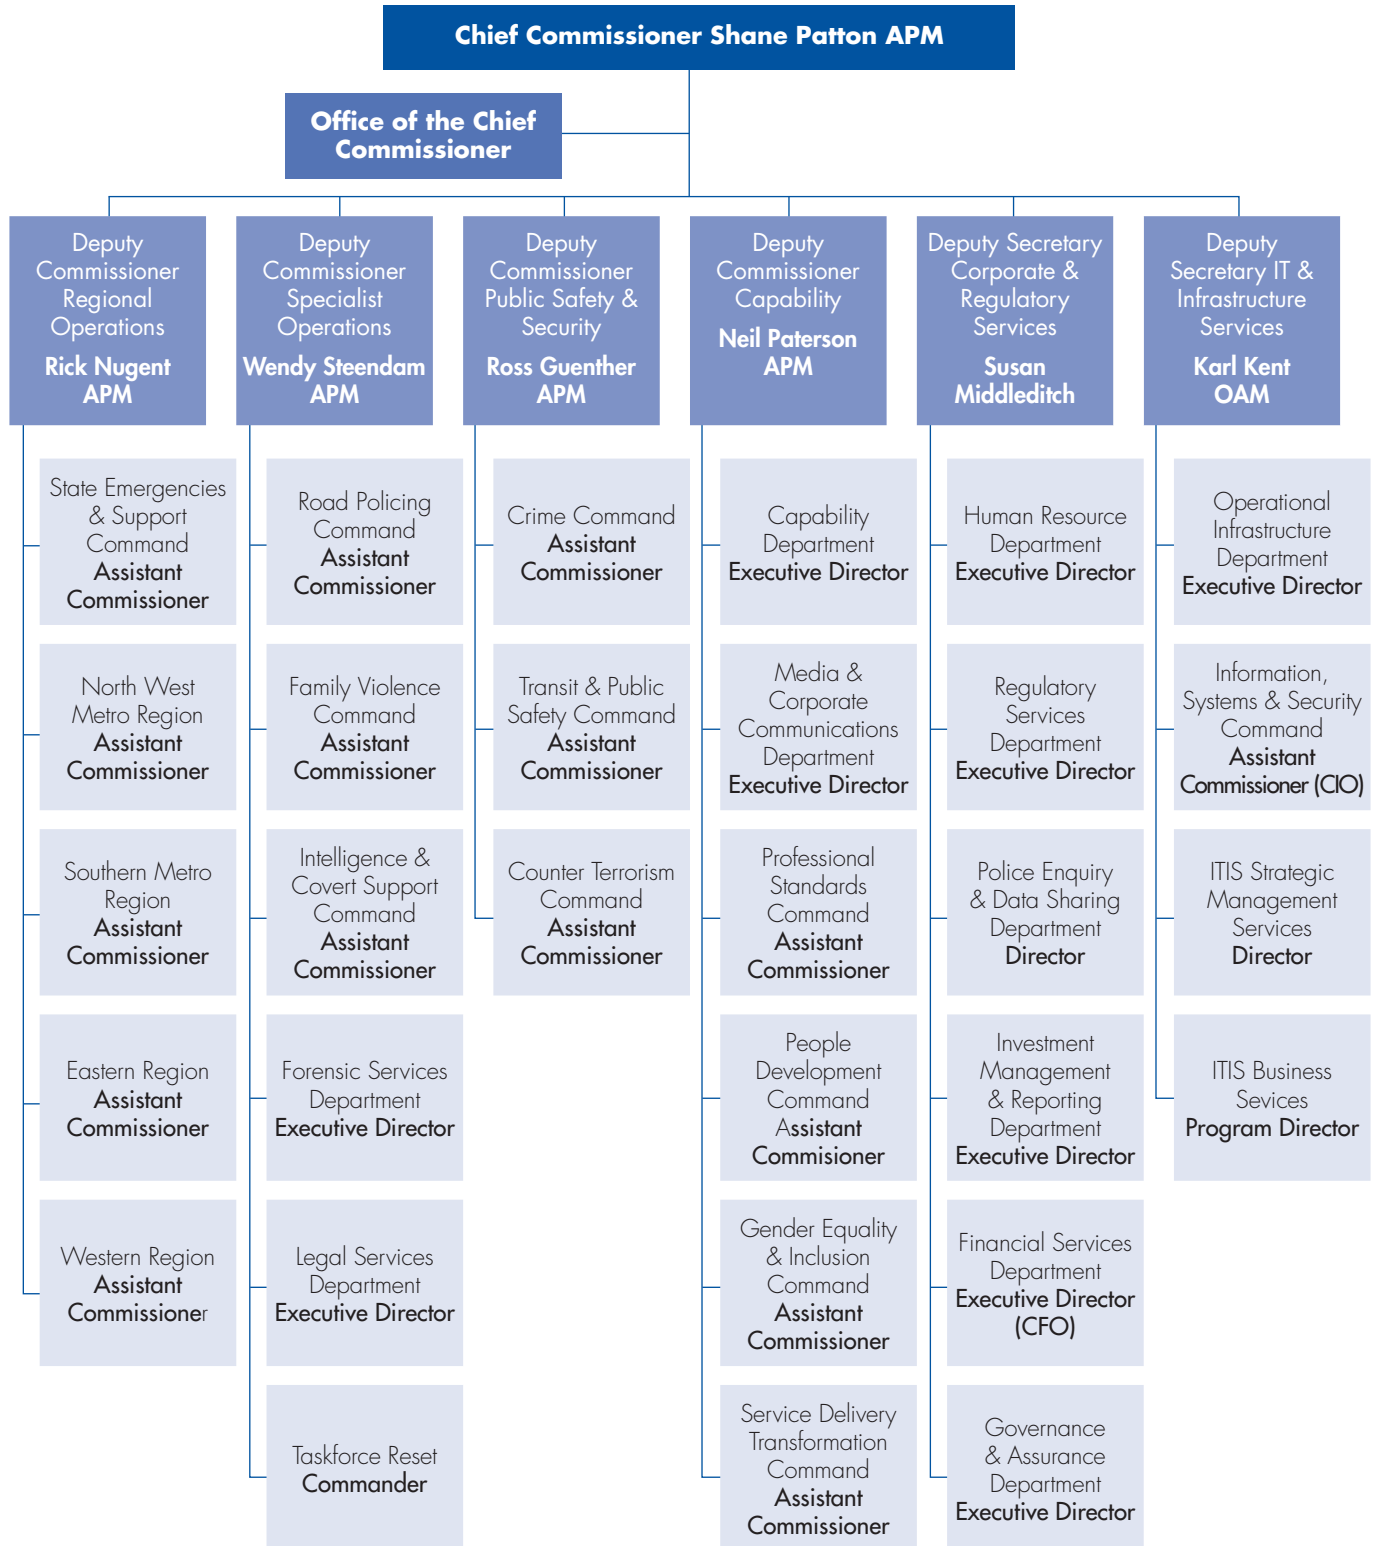 Chief Commissioner Shane Patton APM
Office of the Chief
Commissioner
Deputy
Commissioner
Regional
Operations
Rick Nugent
APM
State Emergencies
& Support
Command
Assistant
Commissioner
North West
Metro Region
Assistant
Commissioner
Southern Metro
Region
Assistant
Commissioner
Eastern Region
Assistant
Commissioner
Western Region
Assistant
Commissioner
Deputy
Commissioner
Specialist
Operations
Wendy Steendam
APM
Road Policing
Command
Assistant
Commissioner
Family Violence
Command
Assistant
Commissioner
Intelligence &
Covert Support
Command
Assistant
Commissioner
Forensic Services
Department
Executive Director
Legal Services
Department
Executive Director
Taskforce Reset
Commander
Deputy
Commissioner
Public Safety &
Security
Ross Guenther
APM
Crime Command
Assistant
Commissioner
Transit & Public
Safety Command
Assistant
Commissioner
Counter Terrorism
Command
Assistant
Commissioner
Deputy
Commissioner
Capability
Neil Paterson
APM
Capability
Department
Executive Director
Media &
Corporate
Communications
Department
Executive Director
Professional
Standards
Command
Assistant
Commissioner
People
Development
Command
Assistant
Commisioner
Gender Equality
& Inclusion
Command
Assistant
Commissioner
Service Delivery
Transformation
Command
Assistant
Commissioner
Deputy Secretary
Corporate &
Regulatory
Services
Susan
Middleditch
Human Resource
Department
Executive Director
Regulatory
Services
Department
Executive Director
Police Enquiry
& Data Sharing
Department
Director
Investment
Management
& Reporting
Department
Executive Director
Financial Services
Department
Executive Director
(CFO)
Governance
& Assurance
Department
Executive Director
Deputy
Secretary IT &
Infrastructure
Services
Karl Kent
OAM
Operational
Infrastructure
Department
Executive Director
Information,
Systems & Security
Command
Assistant
Commissioner (CIO)
ITIS Strategic
Management
Services
Director
ITIS Business
Sevices
Program Director